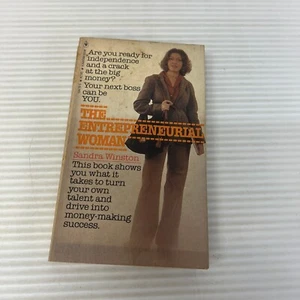 Are you ready for
independence
and a crack
at the big
money?
Your next boss
can be
YOU.
THE
ENTREPRENEURIAL
WOMAN
Sandra Winston
This book shows
you what it
takes to turn
your own
talent and
drive into
money-making
success.